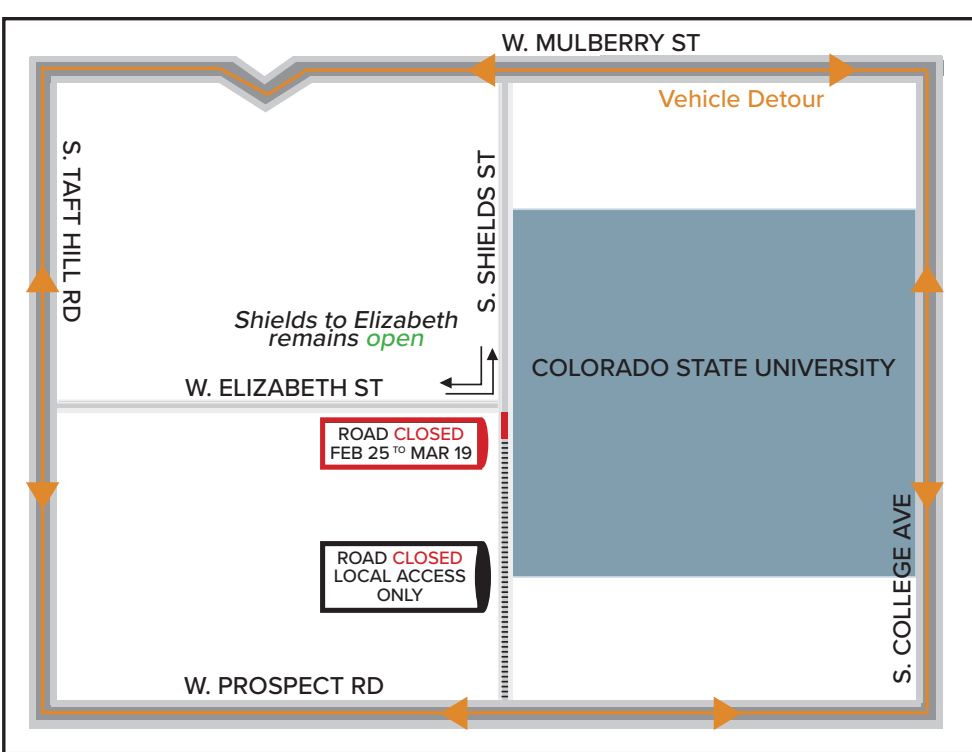 W. MULBERRY ST
Vehicle Detour
S. TAFT HILL RD
S. SHIELDS ST
Shields to Elizabeth
remains open
COLORADO STATE UNIVERSITY
W. ELIZABETH ST
ROAD CLOSED
FEB 25 TO MAR 19
ROAD CLOSED
LOCAL ACCESS
ONLY
S. COLLEGE AVE
W. PROSPECT RD